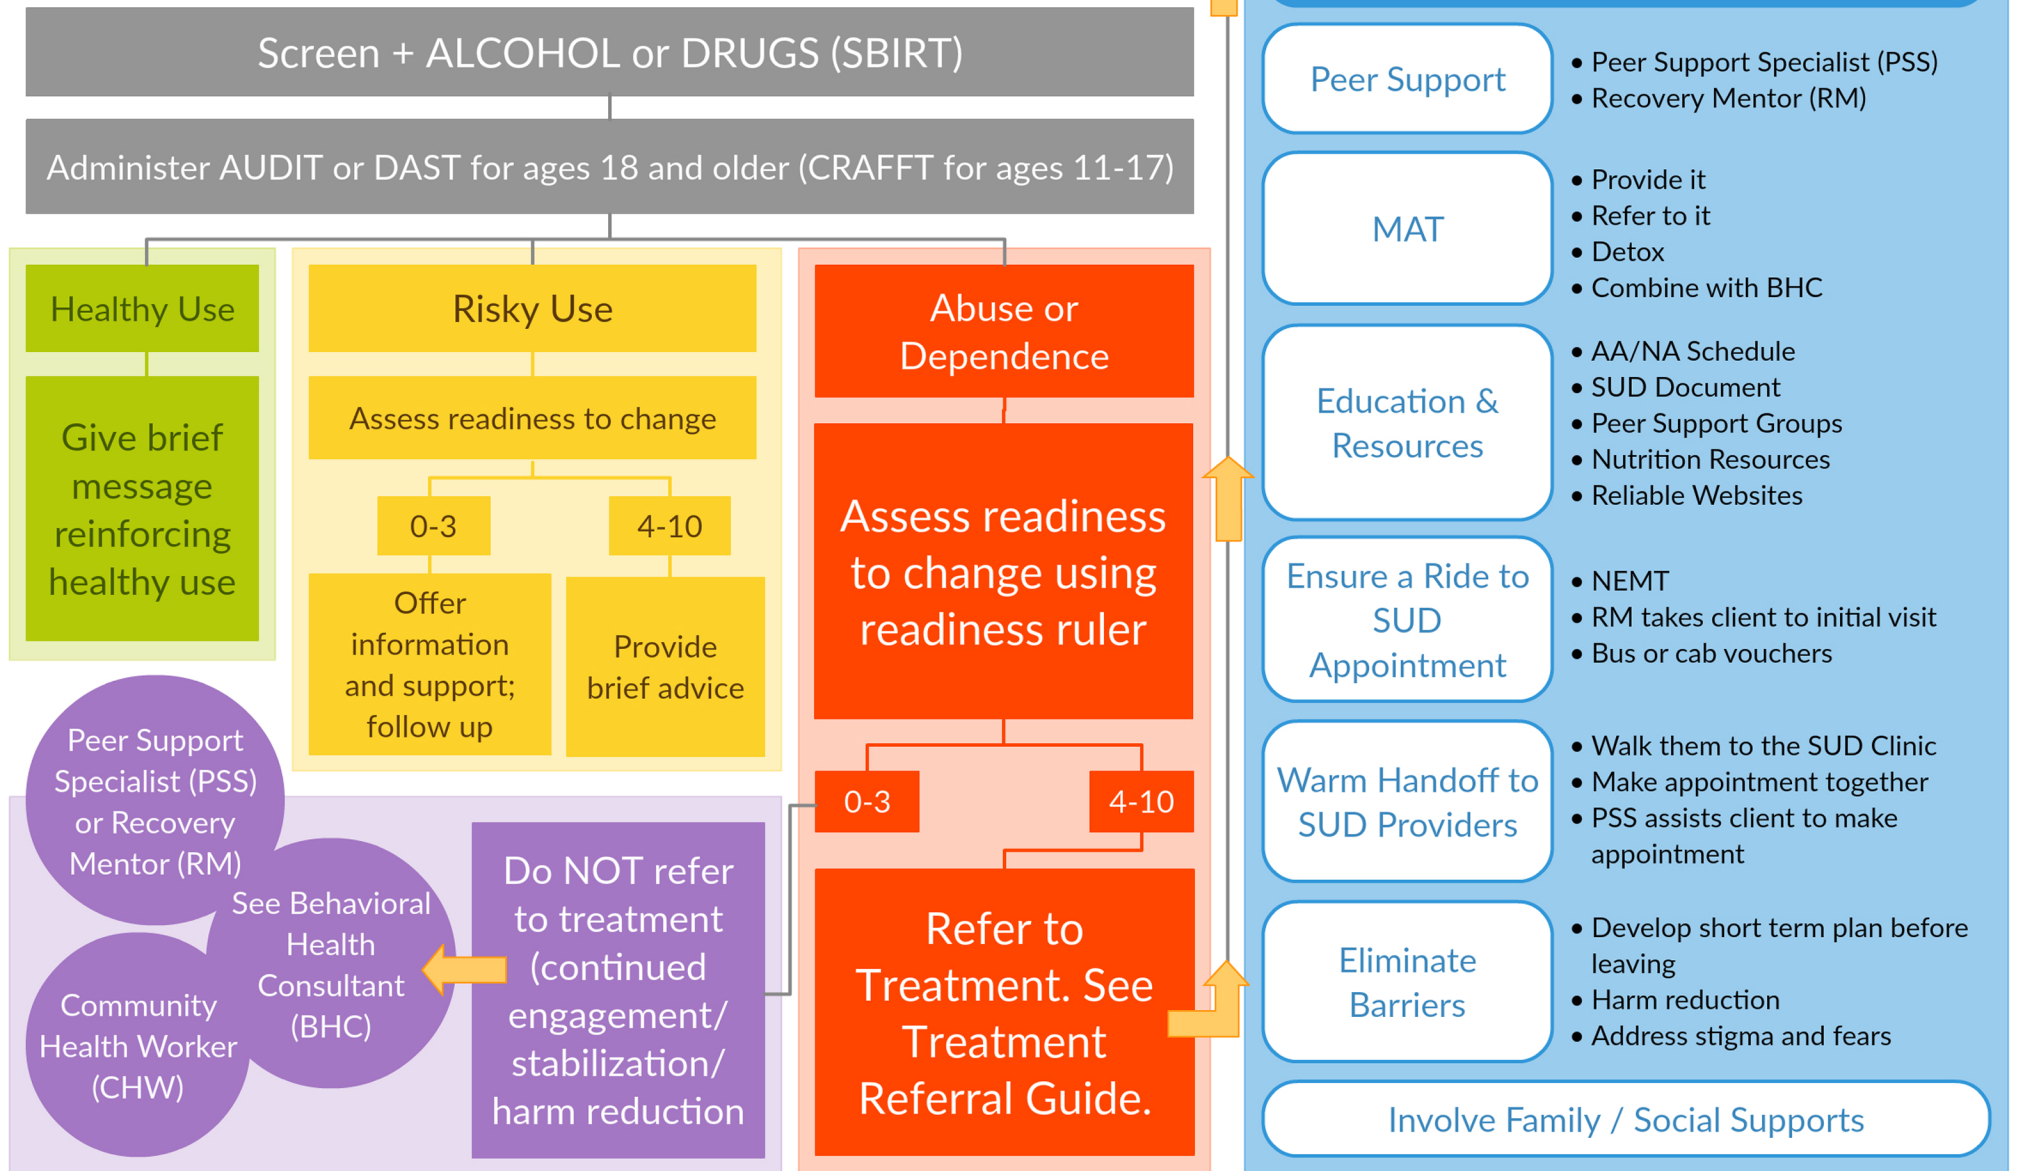 Screen + ALCOHOL or DRUGS (SBIRT)
Administer AUDIT or DAST for ages 18 and older (CRAFFT for ages 11-17)
Healthy Use
Give brief
message
reinforcing
healthy use
Risky Use
Assess readiness to change
0-3
4-10
Offer
information
and support;
follow up
Provide
brief advice
Abuse or
Dependence
Assess readiness
to change using
readiness ruler
0-3
4-10
Refer to
Treatment. See
Treatment
Referral Guide.
Do NOT refer
to treatment
(continued
engagement/
stabilization/
harm reduction
Peer Support
Specialist (PSS)
or Recovery
Mentor (RM)
See Behavioral
Health
Consultant
(BHC)
Community
Health Worker
(CHW)
Peer Support
• Peer Support Specialist (PSS)
• Recovery Mentor (RM)
MAT
• Provide it
• Refer to it
• Detox
• Combine with BHC
Education &
Resources
• AA/NA Schedule
• SUD Document
• Peer Support Groups
• Nutrition Resources
• Reliable Websites
Ensure a Ride to
SUD
Appointment
• NEMT
• RM takes client to initial visit
• Bus or cab vouchers
Warm Handoff to
SUD Providers
• Walk them to the SUD Clinic
• Make appointment together
• PSS assists client to make
appointment
Eliminate
Barriers
• Develop short term plan before
leaving
• Harm reduction
• Address stigma and fears
Involve Family / Social Supports